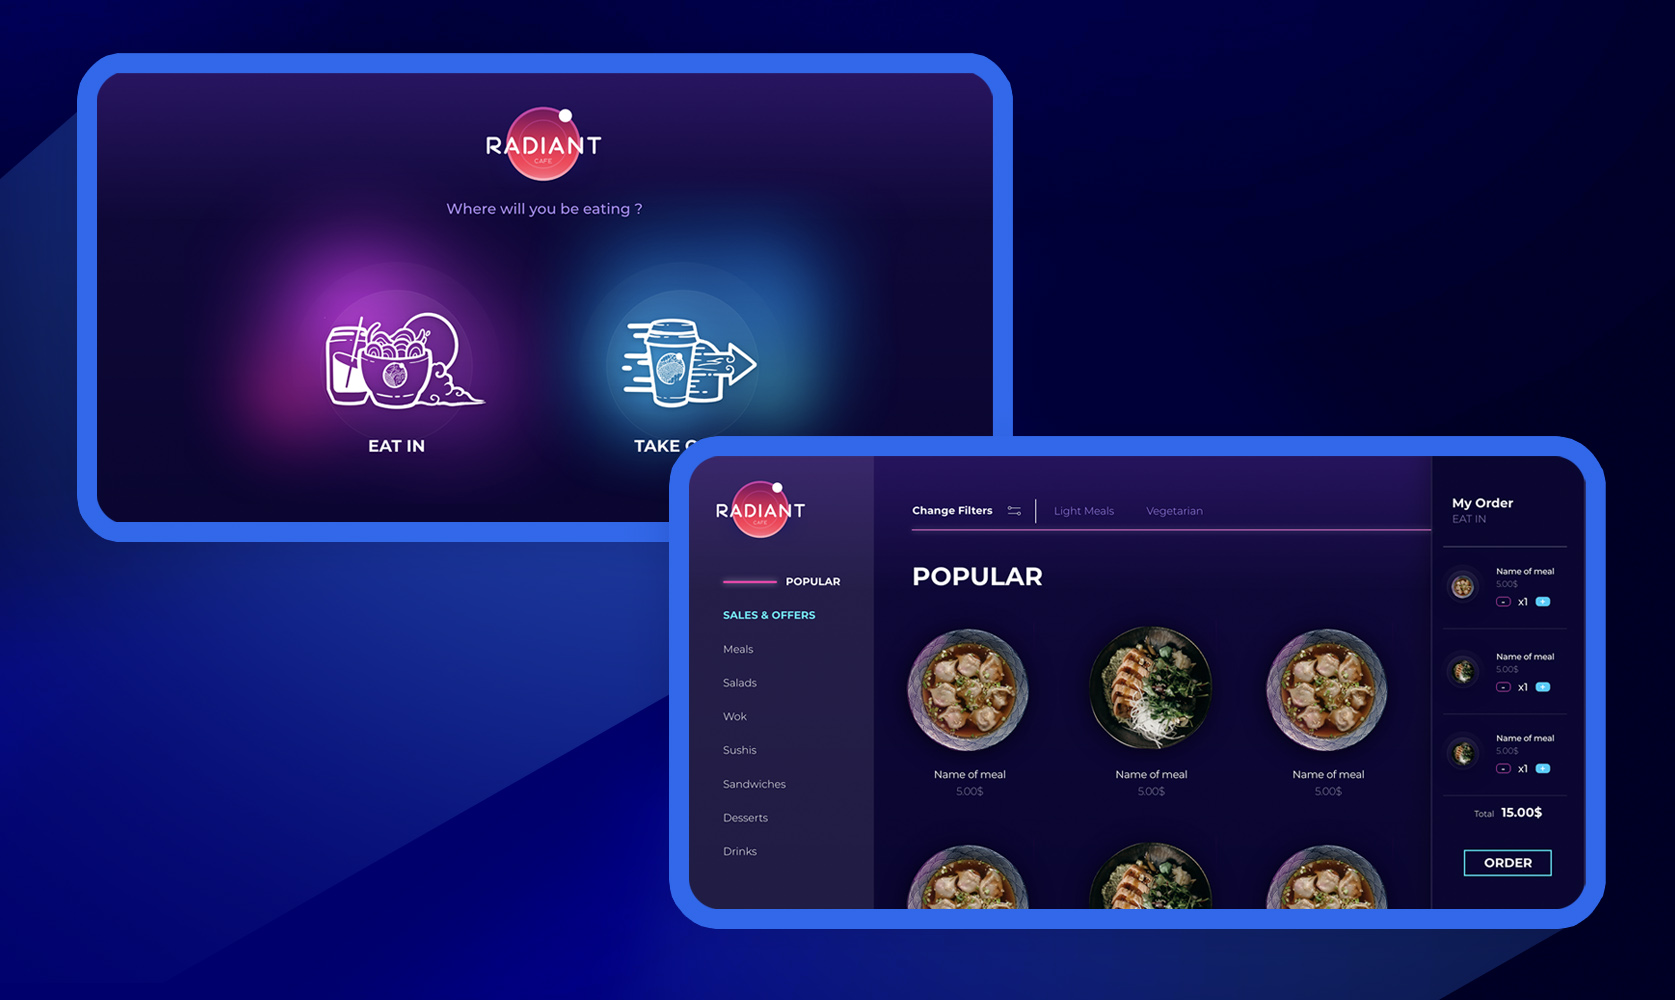 RADIANT
CAFE
Where will you be eating ?
EAT IN
TAKE
RADIANT
CAFE
POPULAR
SALES & OFFERS
Meals
Salads
Wok
Sushis
Sandwiches
Desserts
Drinks
Change Filters
Light Meals
Vegetarian
POPULAR
Name of meal
5.00$
Name of meal
5.00$
Name of meal
5.00$
My Order
EAT IN
Name of meal
5.00$
- x1 +
Name of meal
5.00$
- x1 +
Name of meal
5.00$
- x1 +
Total 15.00$
ORDER